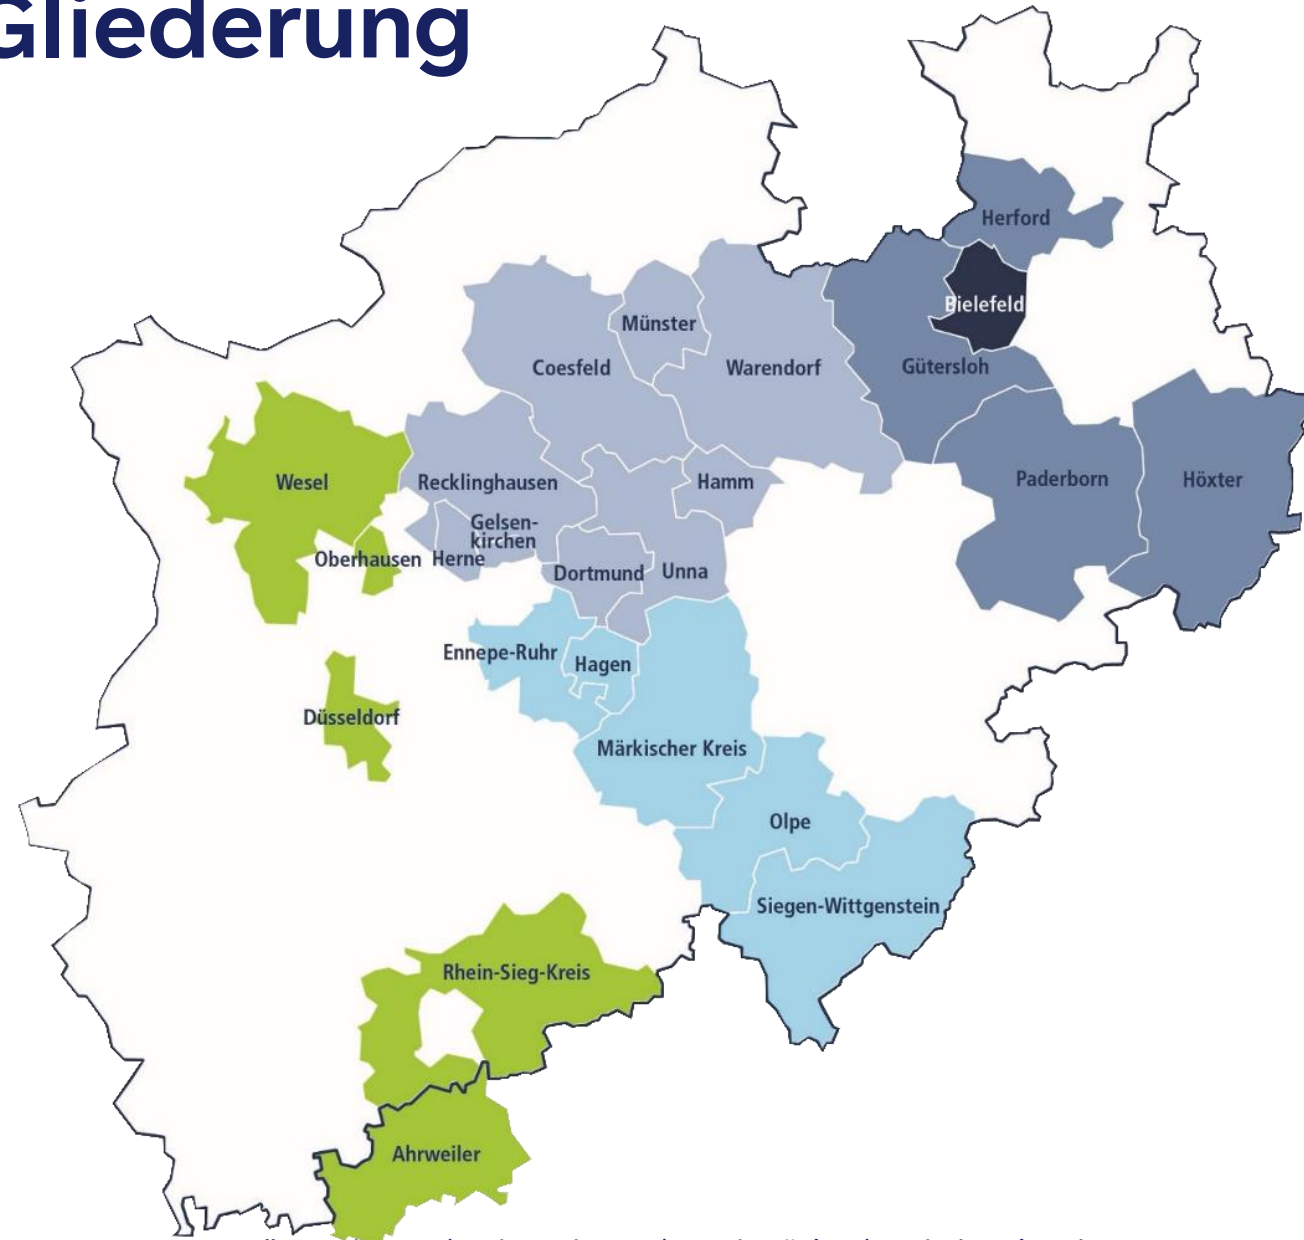 Gliederung
Herford
Bielefeld
Münster
Coesfeld
Warendorf
Gütersloh
Wesel
Recklinghausen
Hamm
Paderborn
Höxter
Gelsen-
kirchen
Oberhausen
Herne
Dortmund
Unna
Ennepe-Ruhr
Hagen
Düsseldorf
Märkischer Kreis
Olpe
Siegen-Wittgenstein
Rhein-Sieg-Kreis
Ahrweiler